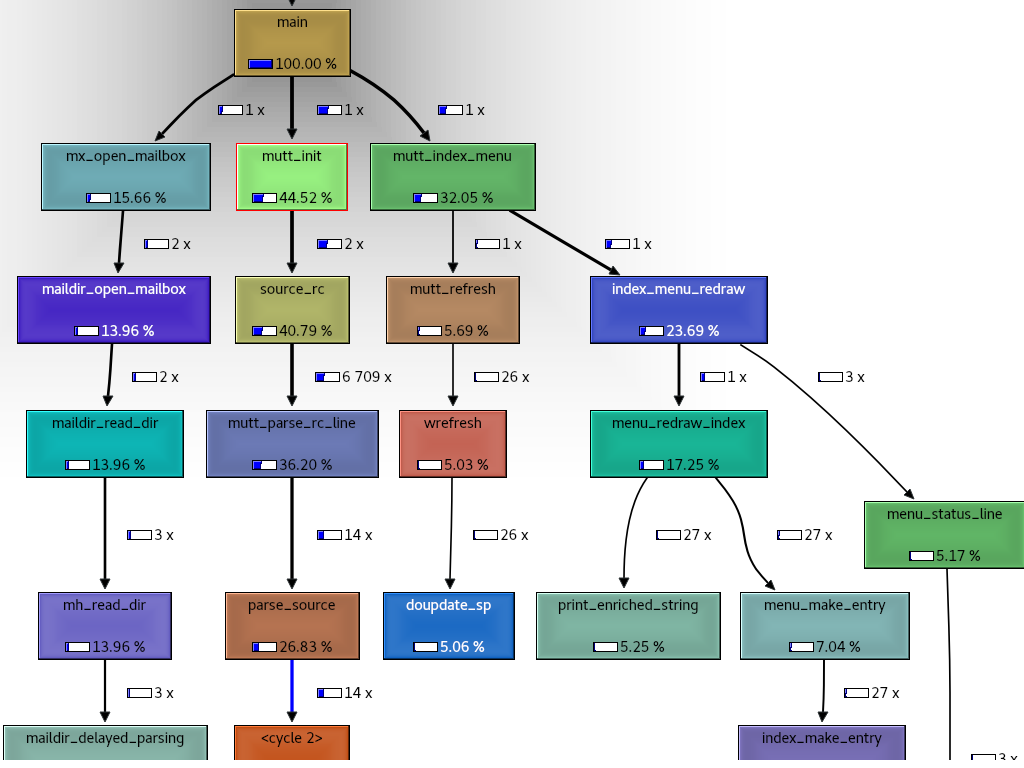 main
100.00 %
1 x
1 x
1 x
mx_open_mailbox
15.66 %
mutt_init
44.52 %
mutt_index_menu
32.05 %
2 x
2 x
1 x
1 x
maildir_open_mailbox
13.96 %
source_rc
40.79 %
mutt_refresh
5.69 %
index_menu_redraw
23.69 %
2 x
6 709 x
26 x
1 x
3 x
maildir_read_dir
13.96 %
mutt_parse_rc_line
36.20 %
wrefresh
5.03 %
menu_redraw_index
17.25 %
menu_status_line
5.17 %
3 x
14 x
26 x
27 x
27 x
mh_read_dir
13.96 %
parse_source
26.83 %
doupdate_sp
5.06 %
print_enriched_string
5.25 %
menu_make_entry
7.04 %
3 x
14 x
27 x
maildir_delayed_parsing
<cycle 2>
index_make_entry
3 x